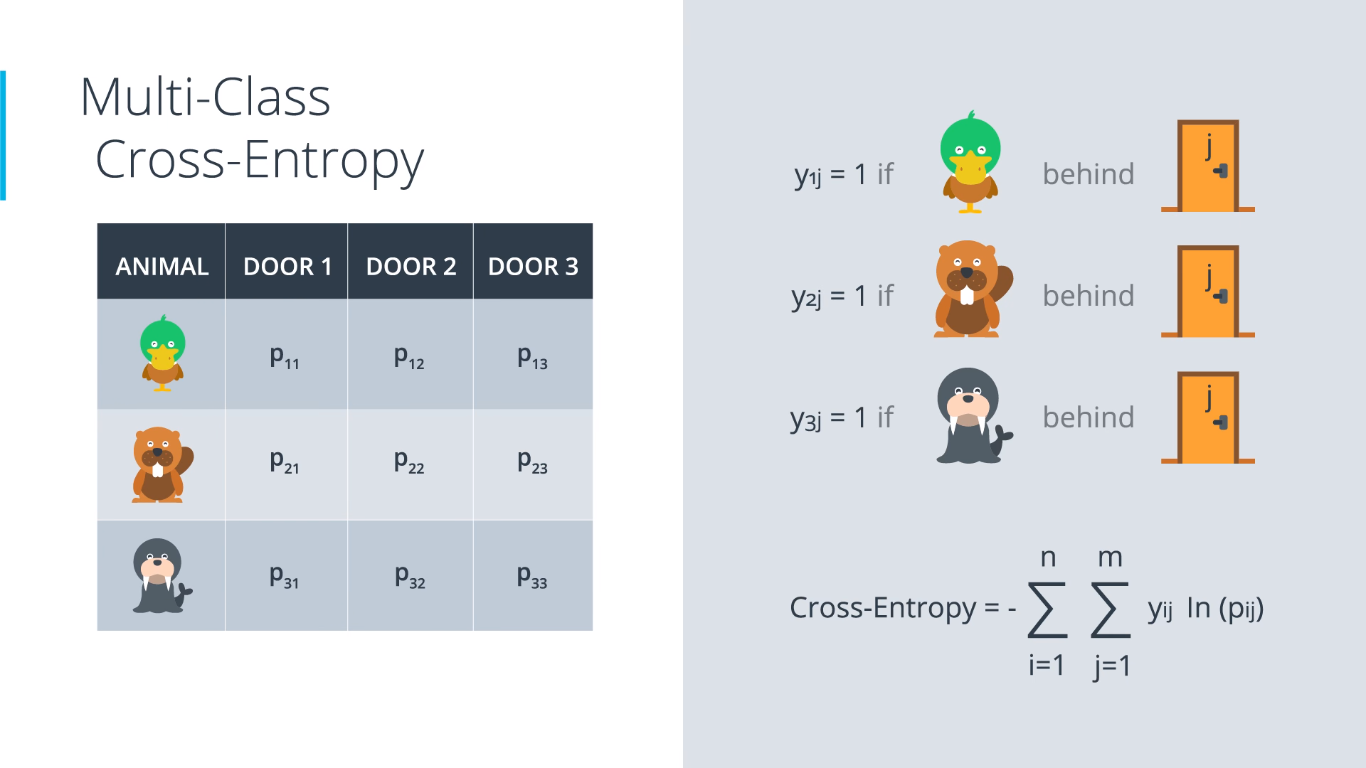 Multi-Class
Cross-Entropy
ANIMAL DOOR 1 DOOR 2 DOOR 3
p11 p12 p13
p21 p22 p23
p31 p32 p33
y1j = 1 if behind j
y2j = 1 if behind j
y3j = 1 if behind j
n m
Cross-Entropy = - ∑ ∑ yij ln (pij)
i=1 j=1